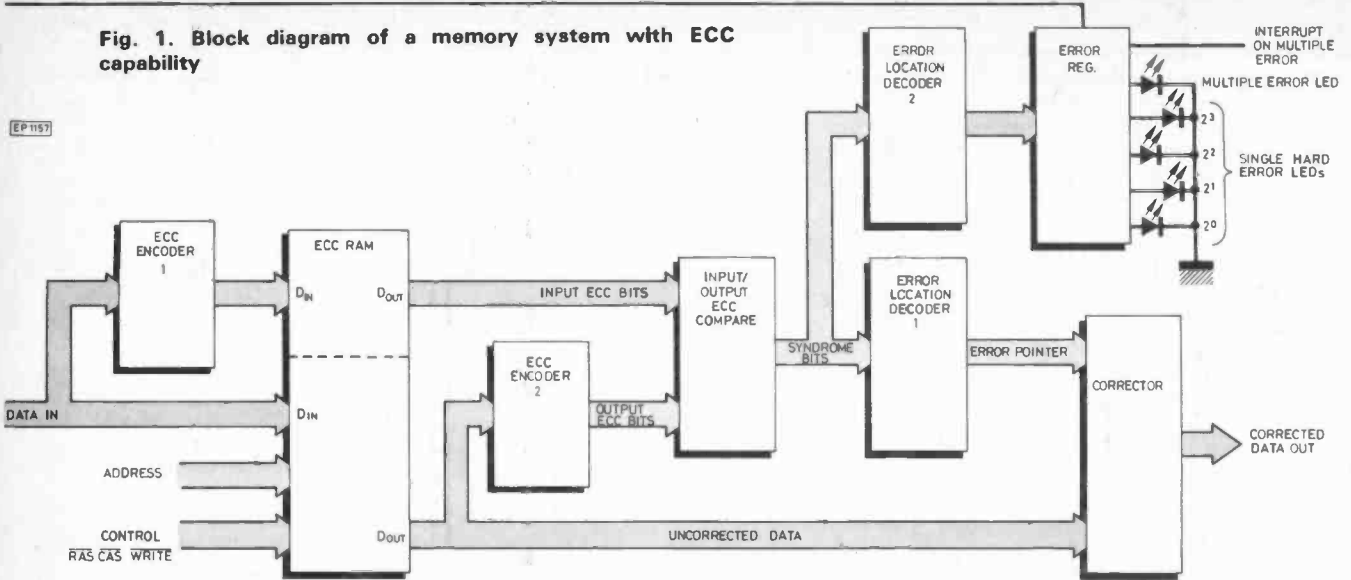 Fig. 1. Block diagram of a memory system with ECC
capability
EP1157
ERROR
LOCATION
DECODER
2
ERROR
REG.
INTERRUPT
ON MULTIPLE
ERROR
MULTIPLE ERROR LED
2³
2²
2¹
2⁰
SINGLE HARD
ERROR LEDs
ECC
ENCODER
1
ECC RAM
DIN
DOUT
INPUT ECC BITS
INPUT/
OUTPUT
ECC
COMPARE
ERROR
LOCATION
DECODER
1
SYNDROME
BITS
ERROR POINTER
CORRECTOR
ECC
ENCODER
2
OUTPUT
ECC BITS
DATA IN
DIN
ADDRESS
CONTROL
RAS CAS WRITE
DOUT
UNCORRECTED DATA
CORRECTED
DATA OUT